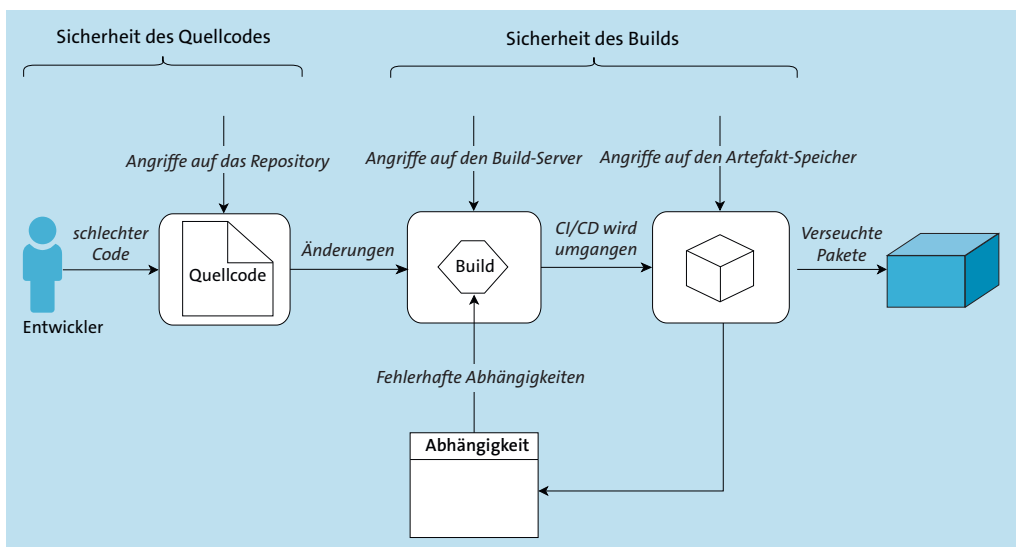 Sicherheit des Quellcodes
Sicherheit des Builds
Angriffe auf das Repository
Angriffe auf den Build-Server
Angriffe auf den Artefakt-Speicher
schlechter
Code
Quellcode
Änderungen
Build
CI/CD wird
umgangen
Verseuchte
Pakete
Entwickler
Fehlerhafte Abhängigkeiten
Abhängigkeit